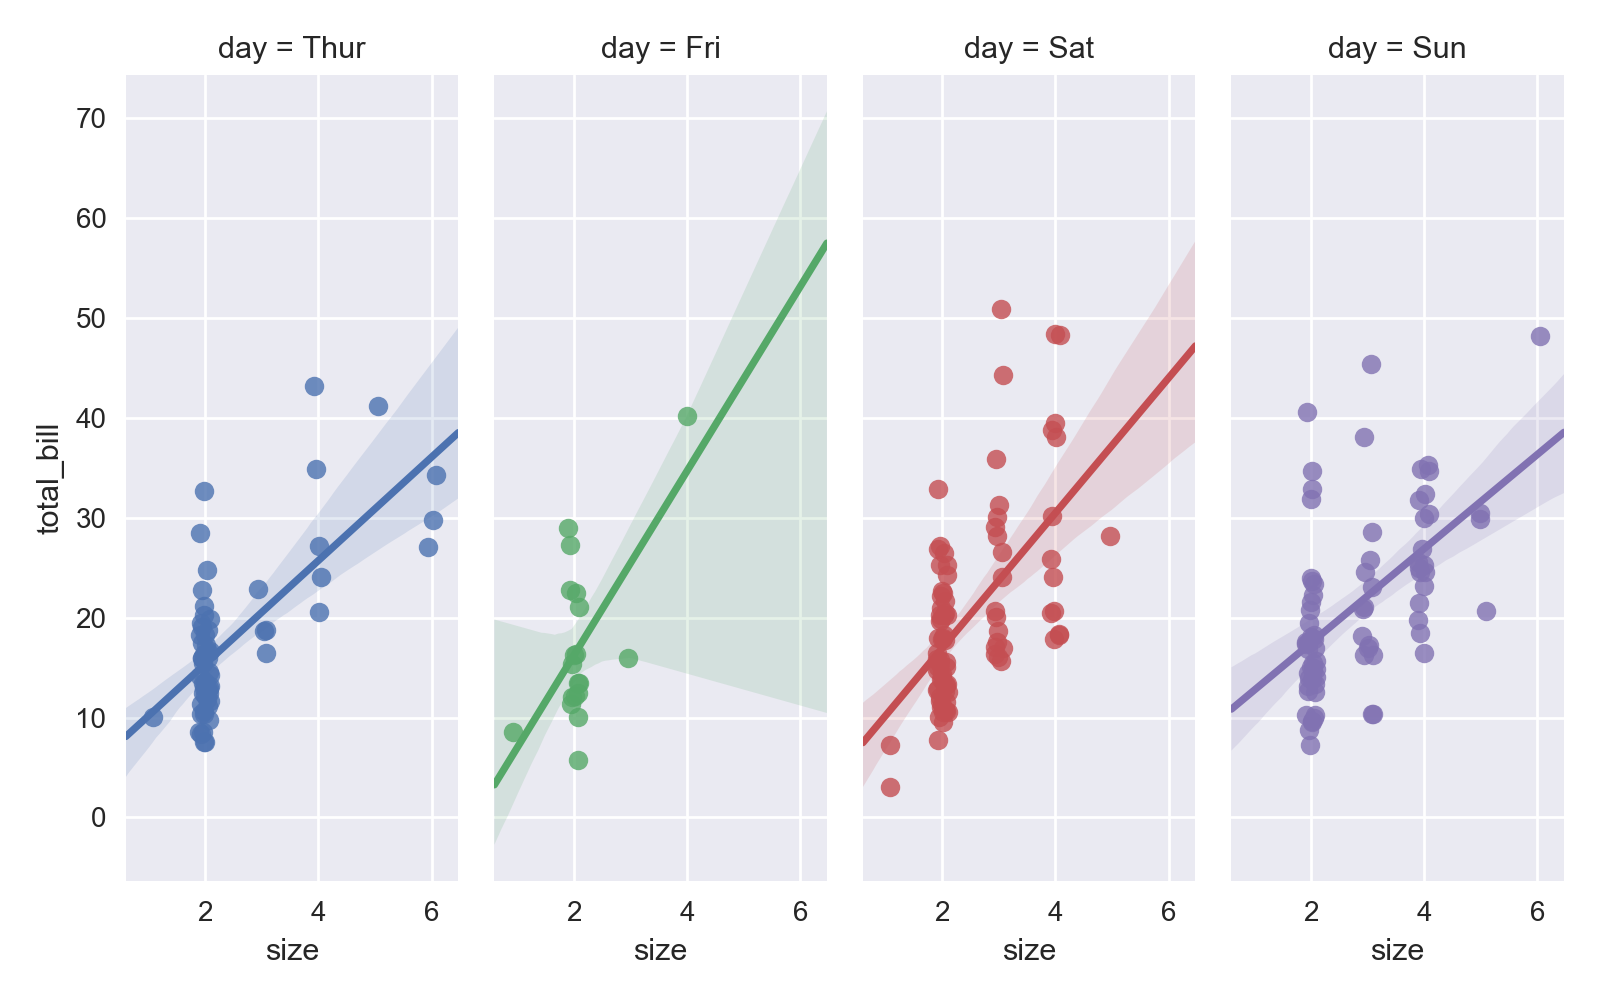 day = Thur
day = Fri
day = Sat
day = Sun
total_bill
70
60
50
40
30
20
10
0
2 4 6
2 4 6
2 4 6
2 4 6
size
size
size
size